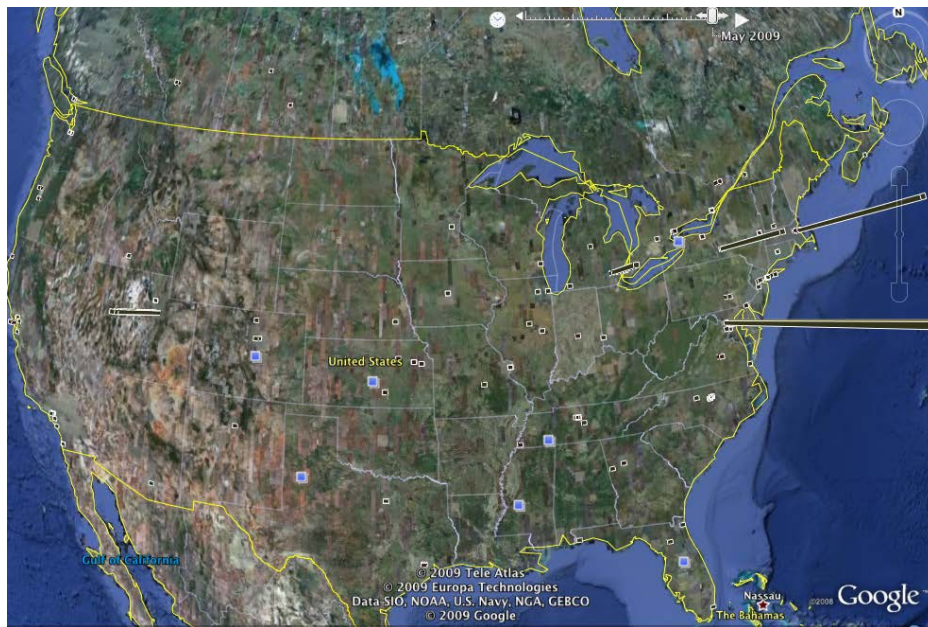 N
May 2009
United States
Gulf of California
© 2009 Tele Atlas
© 2009 Europa Technologies
Data SIO, NOAA, U.S. Navy, NGA, GEBCO
© 2009 Google
Nassau
The Bahamas
©2008 Google